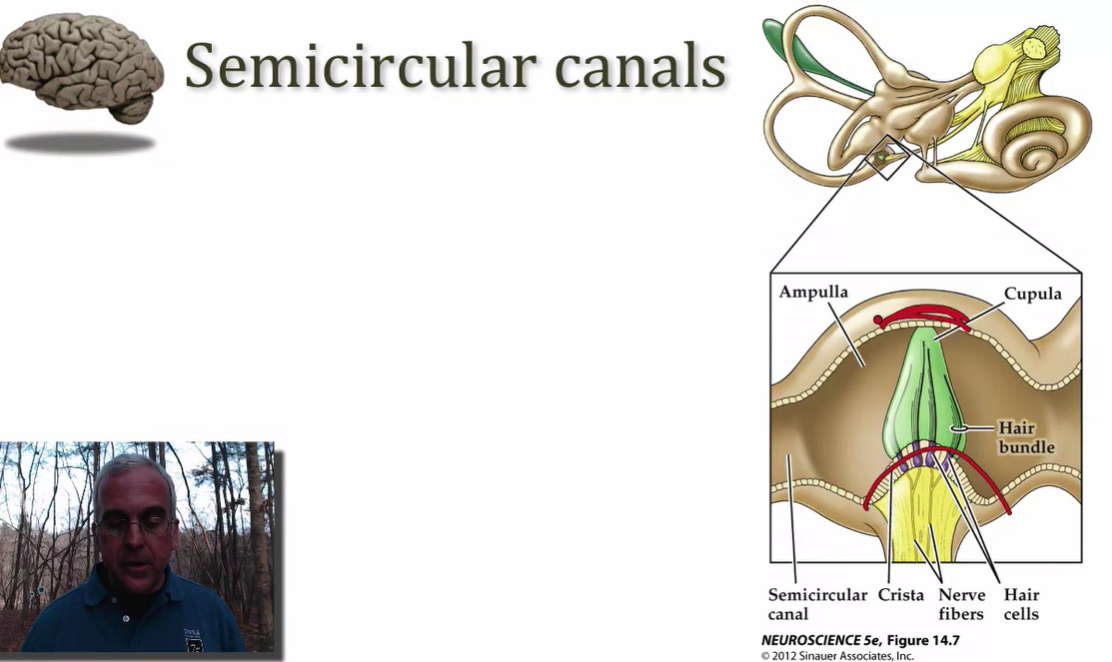 Semicircular canals
Ampulla
Cupula
Hair
bundle
Semicircular
canal
Crista
Nerve
fibers
Hair
cells
NEUROSCIENCE 5e, Figure 14.7
© 2012 Sinauer Associates, Inc.